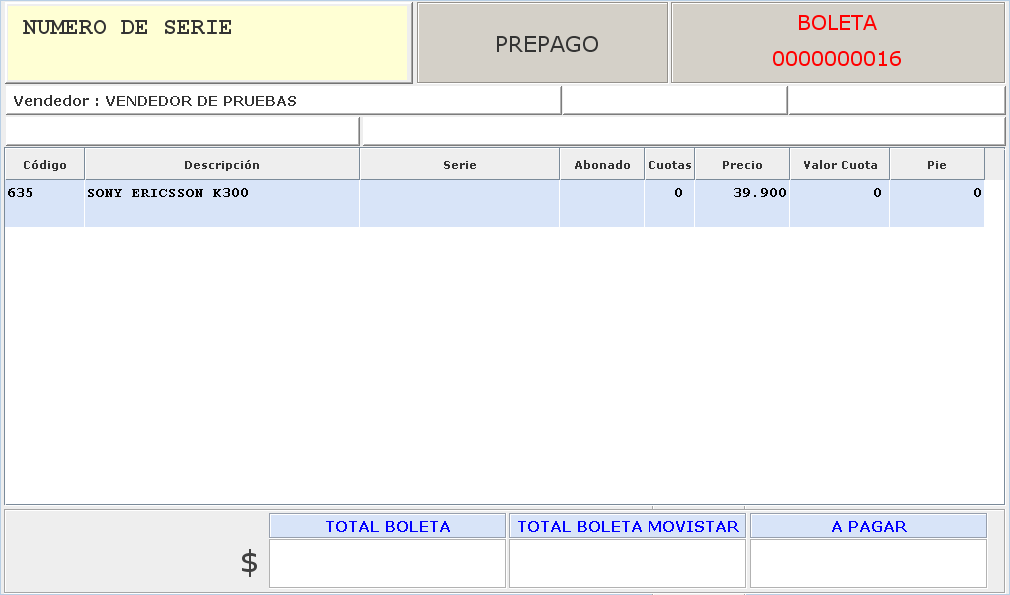 NUMERO DE SERIE
PREPAGO
BOLETA
0000000016
Vendedor : VENDEDOR DE PRUEBAS
Código Descripción Serie Abonado Cuotas Precio Valor Cuota Pie
635 SONY ERICSSON K300 0 39.900 0 0
TOTAL BOLETA TOTAL BOLETA MOVISTAR A PAGAR
$